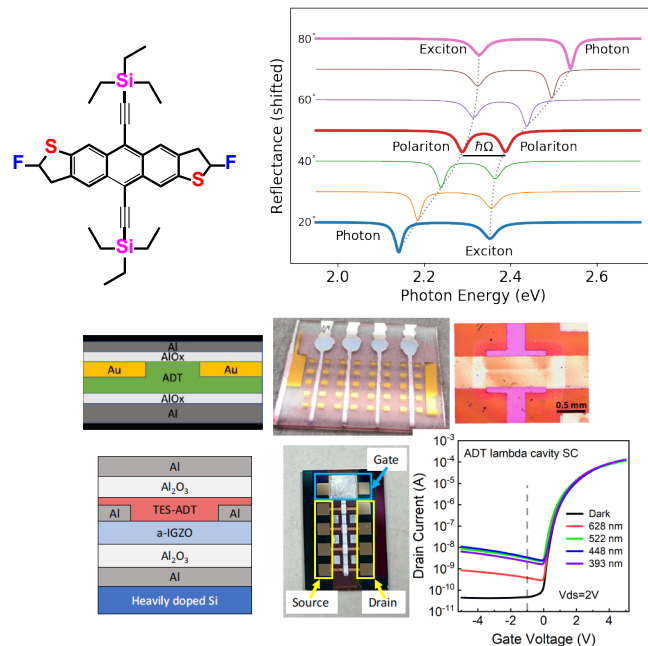 Si
S
F
F
S
Si
Reflectance (shifted)
80°
60°
40°
20°
Exciton
Photon
Polariton
ℏΩ
Polariton
Photon
Exciton
2.0
2.2
2.4
2.6
Photon Energy (eV)
Al
AlOx
Au
Au
ADT
AlOx
Al
0.5 mm
Al
Al₂O₃
TES-ADT
Al
Al
a-IGZO
Al₂O₃
Al
Heavily doped Si
Gate
Source
Drain
Drain Current (A)
10⁻³
10⁻⁴
10⁻⁵
10⁻⁶
10⁻⁷
10⁻⁸
10⁻⁹
10⁻¹⁰
10⁻¹¹
ADT lambda cavity SC
Dark
628 nm
522 nm
448 nm
393 nm
Vds=2V
-4
-2
0
2
4
Gate Voltage (V)